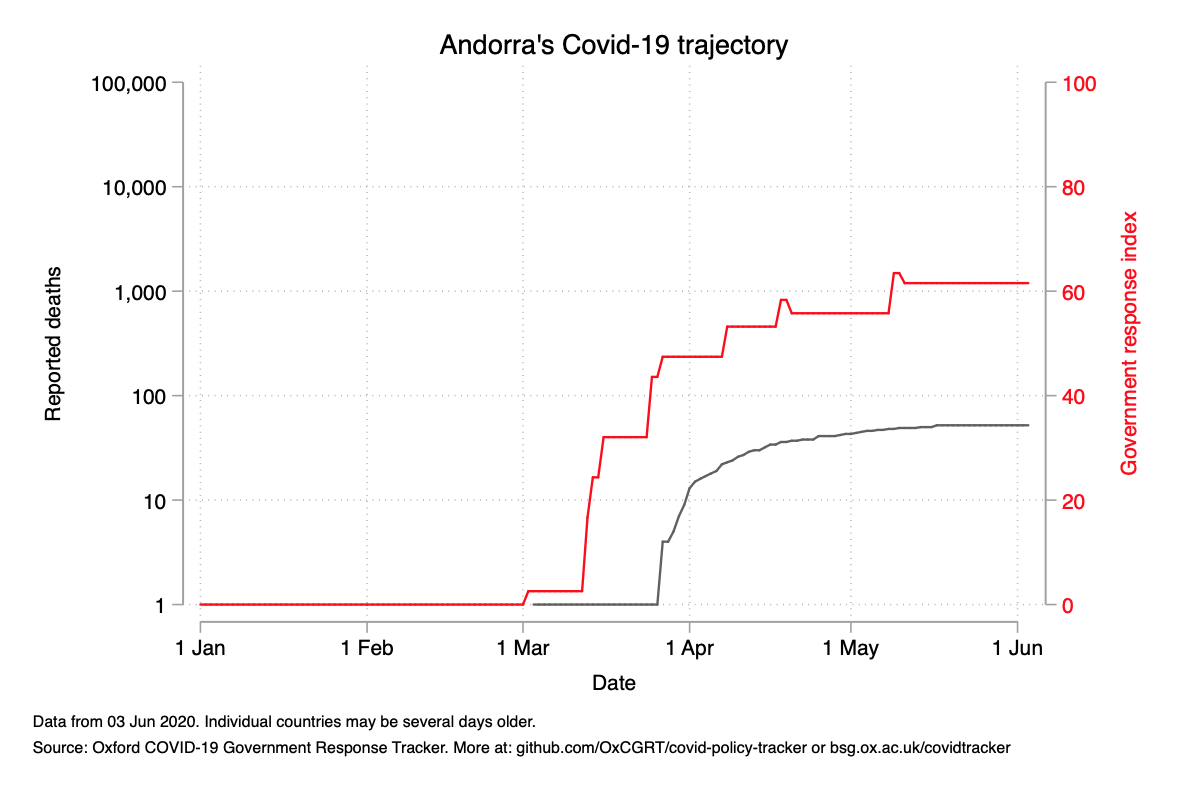 Andorra's Covid-19 trajectory
100,000
10,000
1,000
100
10
1
Reported deaths
100
80
60
40
20
0
Government response index
1 Jan
1 Feb
1 Mar
1 Apr
1 May
1 Jun
Date
Data from 03 Jun 2020. Individual countries may be several days older.
Source: Oxford COVID-19 Government Response Tracker. More at: github.com/OxCGRT/covid-policy-tracker or bsg.ox.ac.uk/covidtracker